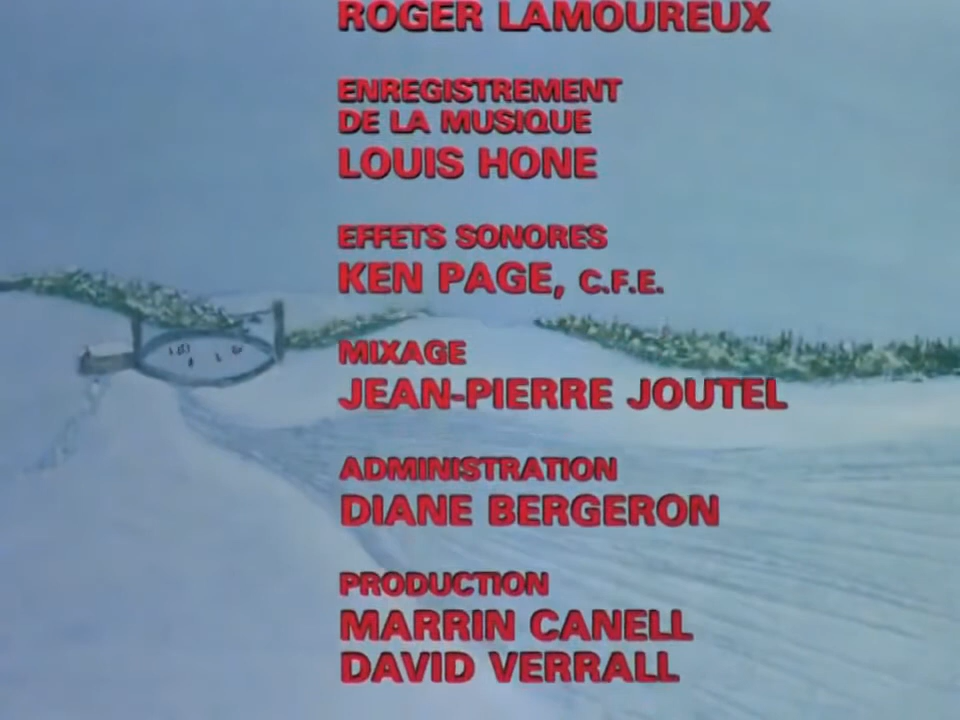 ROGER LAMOUREUX
ENREGISTREMENT
DE LA MUSIQUE
LOUIS HONE
EFFETS SONORES
KEN PAGE, C.F.E.
MIXAGE
JEAN-PIERRE JOUTEL
ADMINISTRATION
DIANE BERGERON
PRODUCTION
MARRIN CANELL
DAVID VERRALL